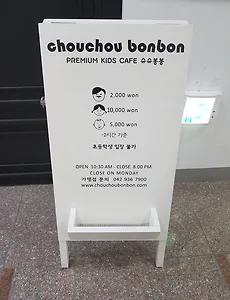 chouchou bonbon
PREMIUM KIDS CAFE 슈슈봉봉
2,000 won
10,000 won
5,000 won
-2시간 기준
초등학생 입장 불가
OPEN 10:30 AM - CLOSE 8:00 PM
CLOSE ON MONDAY
가맹점 문의 042 936 7900
www.chouchoubonbon.com